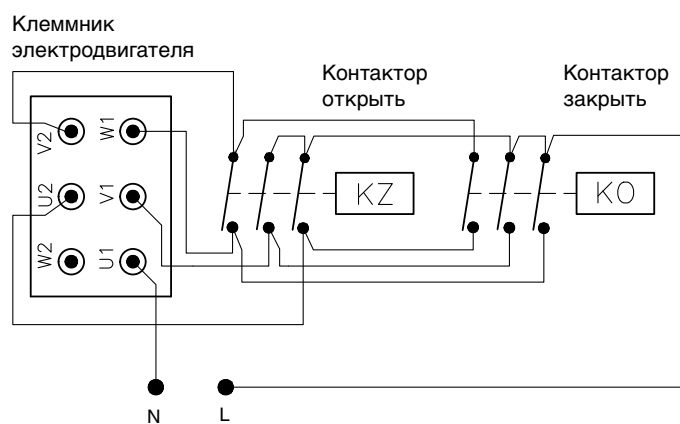 Клеммник
электродвигателя
Контактор
открыть
Контактор
закрыть
V2
W1
U2
V1
W2
U1
KZ
KO
N
L